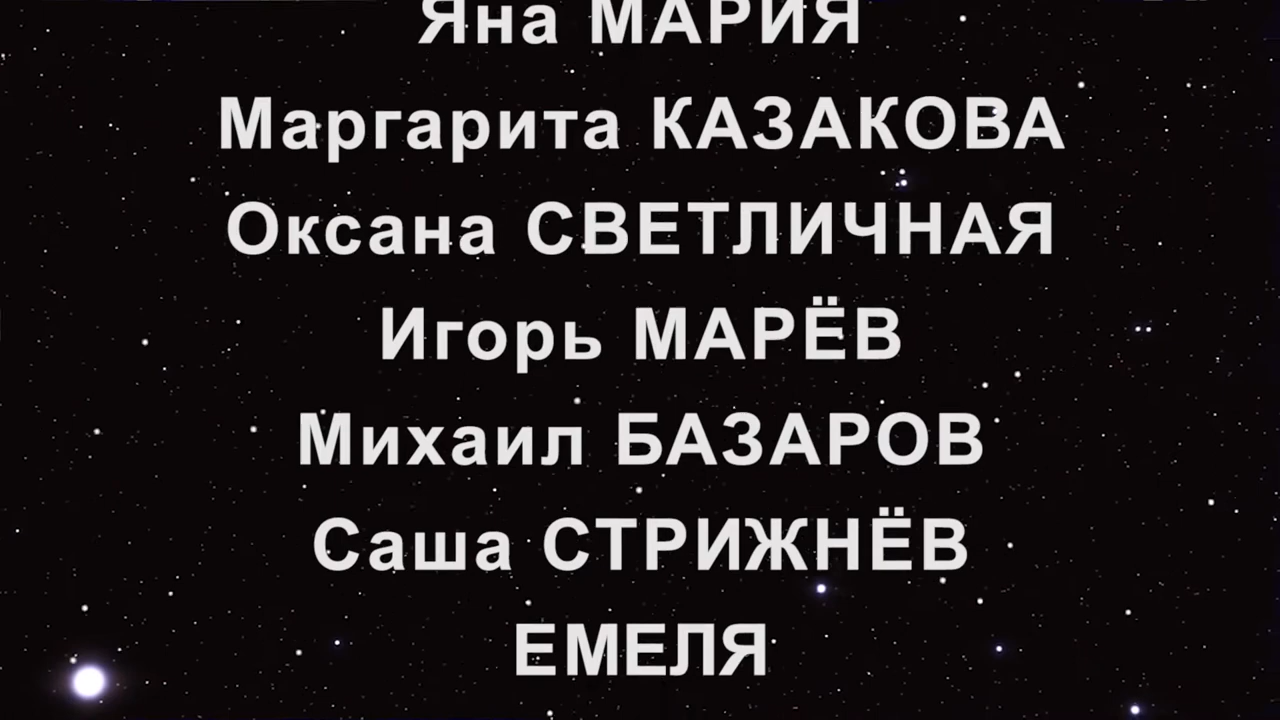 Яна МАРИЯ
Маргарита КАЗАКОВА
Оксана СВЕТЛИЧНАЯ
Игорь МАРЁВ
Михаил БАЗАРОВ
Саша СТРИЖНЁВ
ЕМЕЛЯ